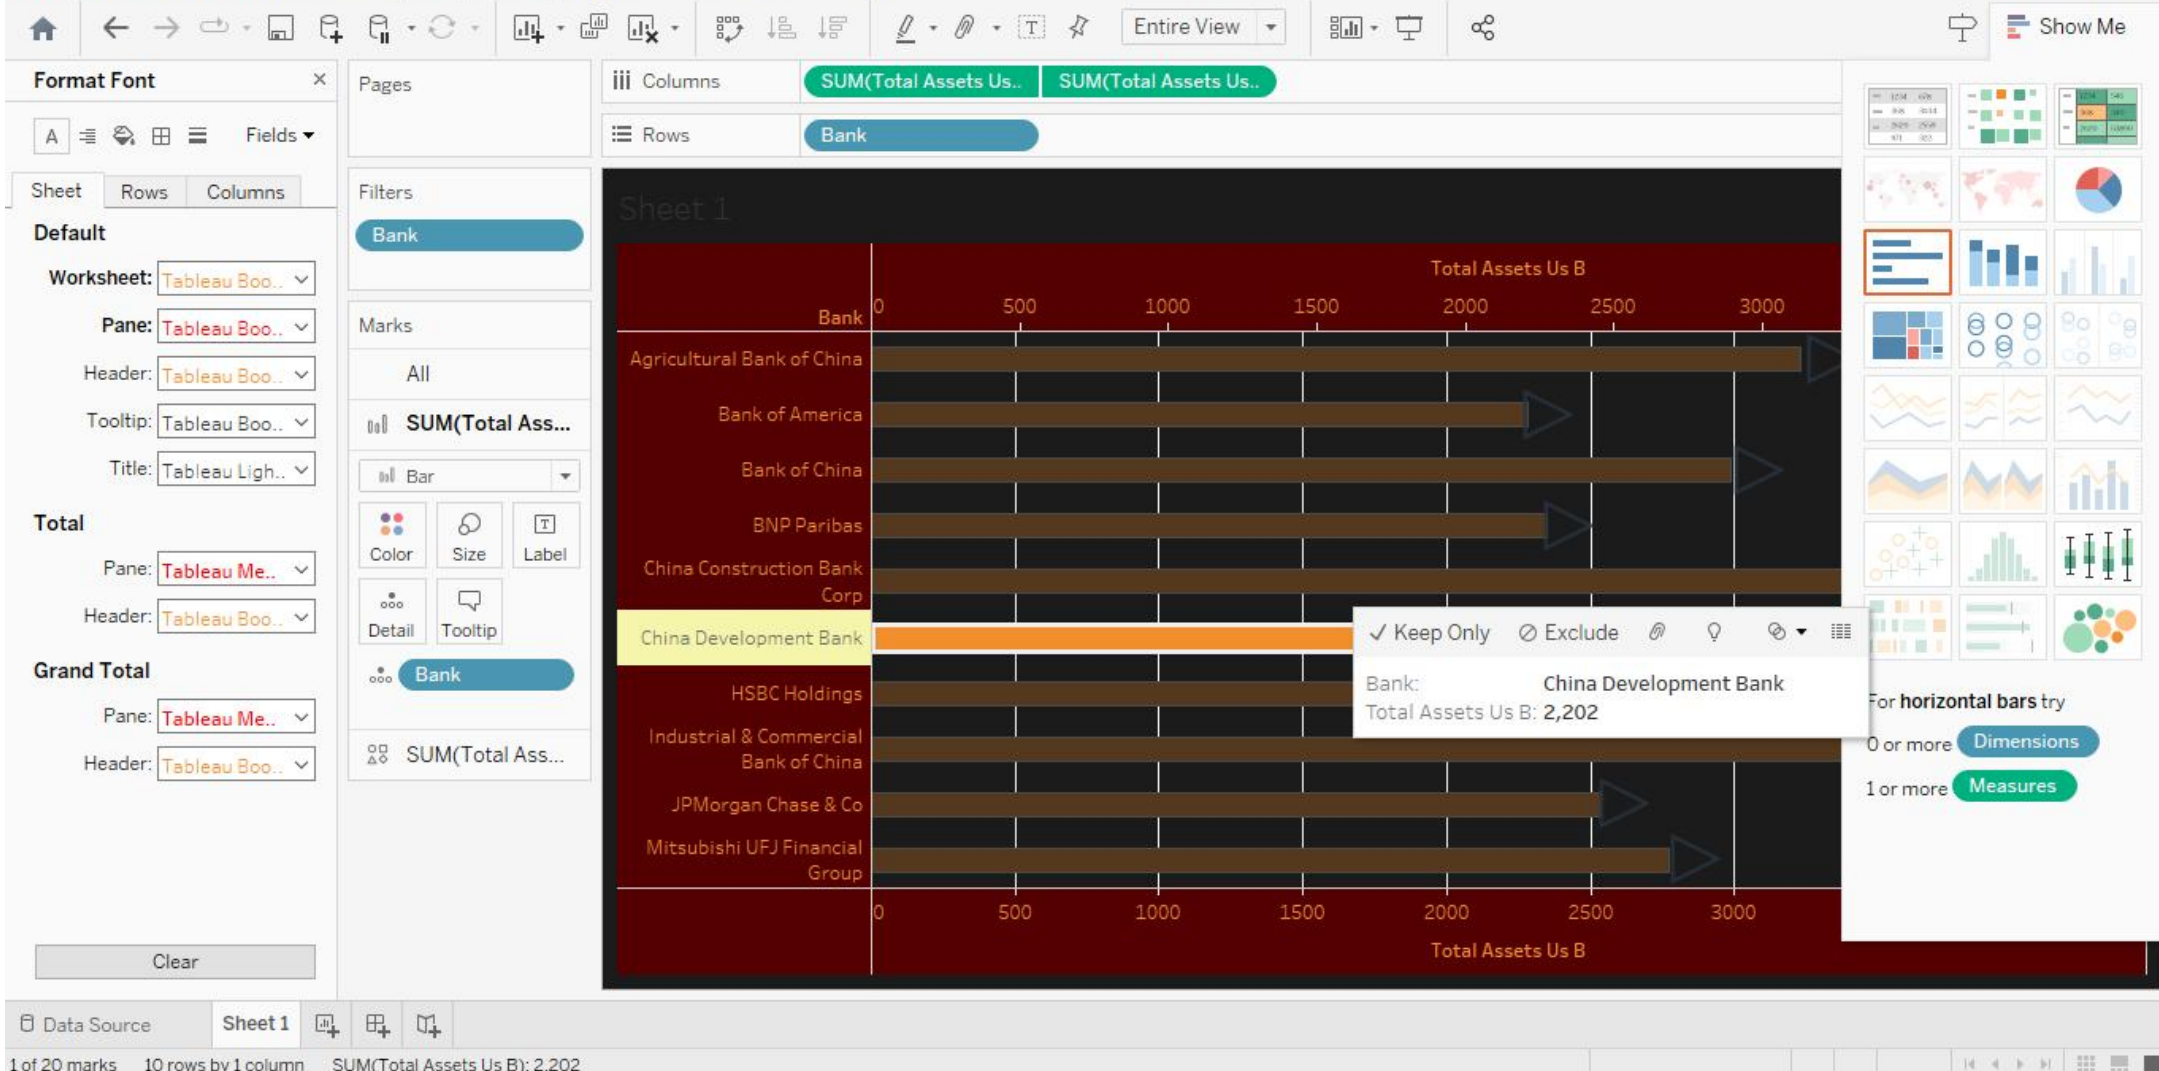 Entire View
Show Me
Format Font
Pages
Columns
SUM(Total Assets Us..
SUM(Total Assets Us..
Fields
Rows
Bank
Sheet
Rows
Columns
Filters
Bank
Sheet 1
Default
Worksheet: Tableau Boo..
Pane: Tableau Boo..
Header: Tableau Boo..
Tooltip: Tableau Boo..
Title: Tableau Ligh..
Total
Pane: Tableau Me..
Header: Tableau Boo..
Grand Total
Pane: Tableau Me..
Header: Tableau Boo..
Clear
Marks
All
SUM(Total Ass...
Bar
Color
Size
Label
Detail
Tooltip
Bank
SUM(Total Ass...
Total Assets Us B
Bank
0 500 1000 1500 2000 2500 3000
Agricultural Bank of China
Bank of America
Bank of China
BNP Paribas
China Construction Bank
Corp
China Development Bank
HSBC Holdings
Industrial & Commercial
Bank of China
JPMorgan Chase & Co
Mitsubishi UFJ Financial
Group
0 500 1000 1500 2000 2500 3000
Total Assets Us B
Keep Only
Exclude
Bank: China Development Bank
Total Assets Us B: 2,202
For horizontal bars try
0 or more Dimensions
1 or more Measures
Data Source
Sheet 1
1 of 20 marks 10 rows by 1 column SUM(Total Assets Us B): 2,202